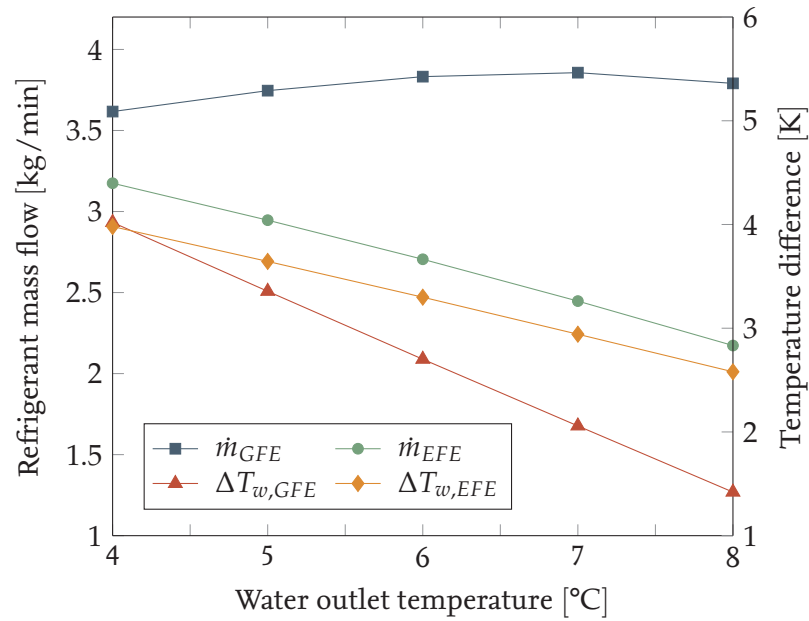 Refrigerant mass flow [kg/min]
4
3.5
3
2.5
2
1.5
1
6
5
4
3
2
1
Temperature difference [K]
ṁ_GFE ṁ_EFE
ΔT_w,GFE ΔT_w,EFE
4 5 6 7 8
Water outlet temperature [°C]